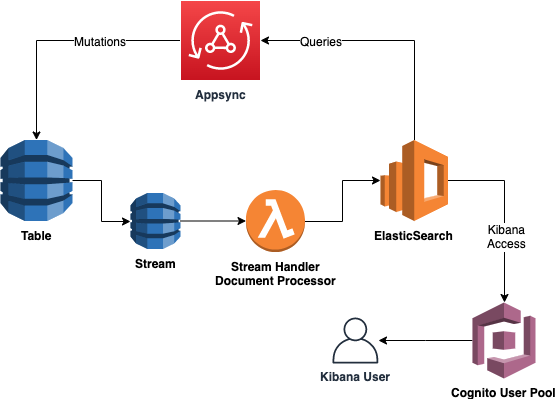 Mutations
Queries
Appsync
Table
Stream
Stream Handler
Document Processor
ElasticSearch
Kibana
Access
Kibana User
Cognito User Pool